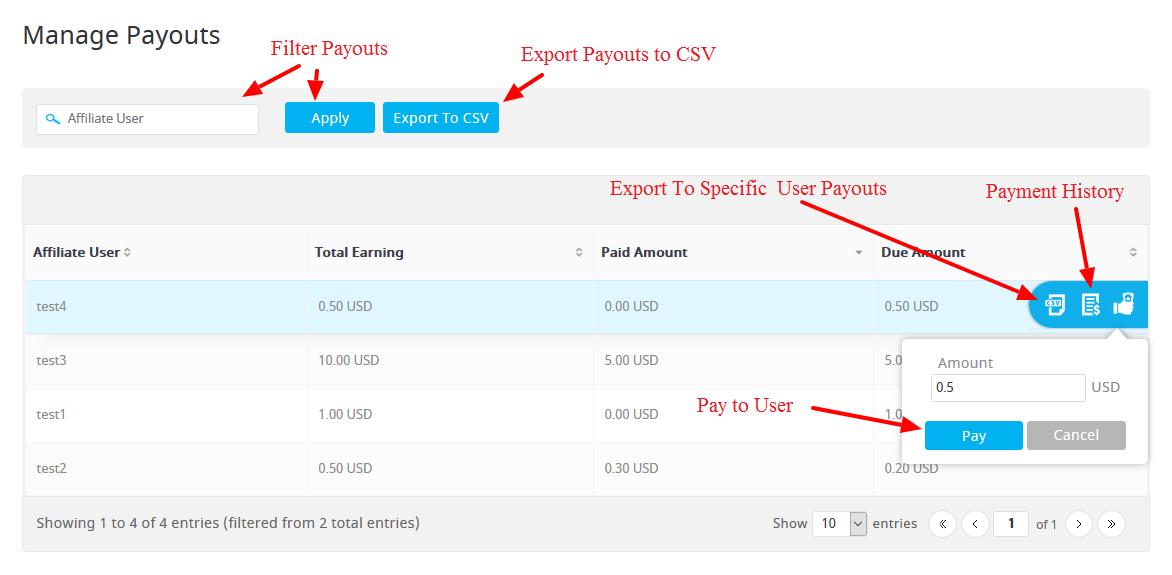 Manage Payouts
Filter Payouts
Export Payouts to CSV
Affiliate User
Apply
Export To CSV
Export To Specific User Payouts
Payment History
Affiliate User
Total Earning
Paid Amount
Due Amount
test4
0.50 USD
0.00 USD
0.50 USD
CSV
$
test3
10.00 USD
5.00 USD
5.0
Amount
0.5
USD
test1
1.00 USD
0.00 USD
1.0
Pay to User
Pay
Cancel
test2
0.50 USD
0.30 USD
0.20 USD
Showing 1 to 4 of 4 entries (filtered from 2 total entries)
Show 10 entries
1 of 1